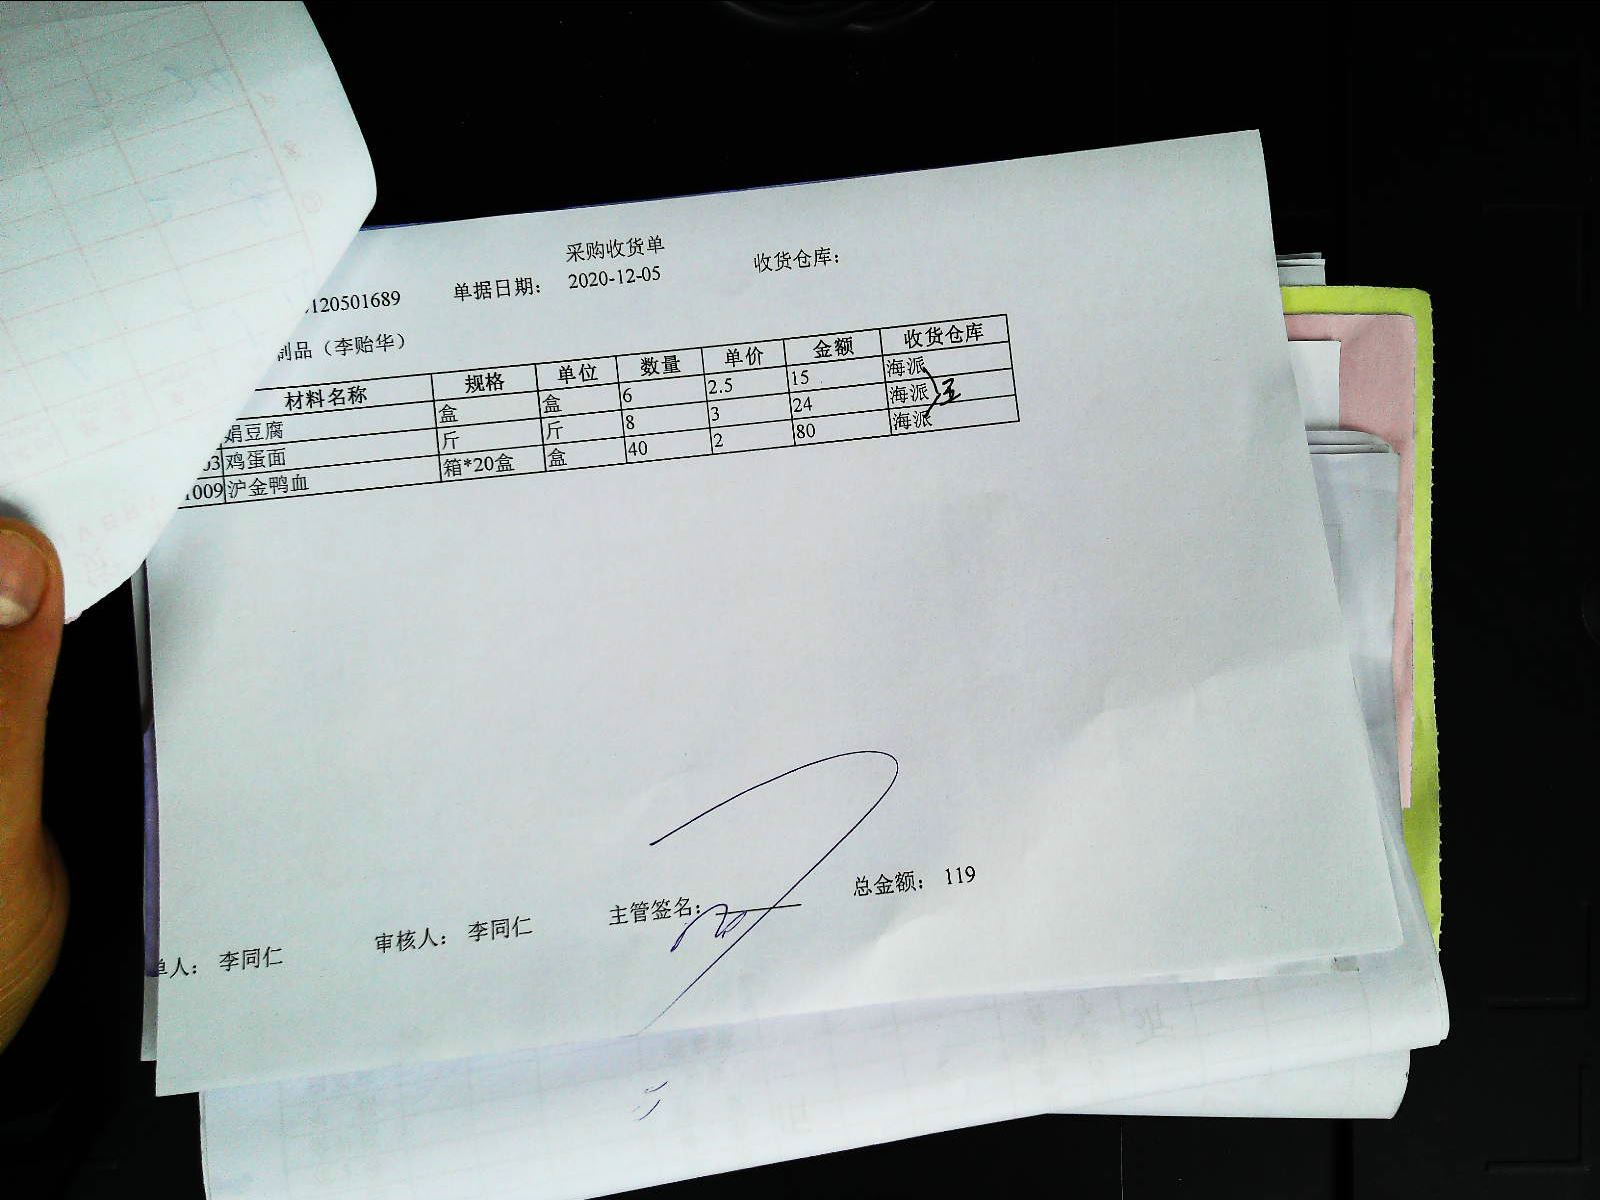 采购收货单
120501689 单据日期： 2020-12-05 收货仓库：
制品（李贻华）
材料名称 规格 单位 数量 单价 金额 收货仓库
娟豆腐 盒 盒 6 2.5 15 海派
03 鸡蛋面 斤 斤 8 3 24 海派
1009 沪金鸭血 箱*20盒 盒 40 2 80 海派
单人： 李同仁 审核人： 李同仁 主管签名： 总金额： 119